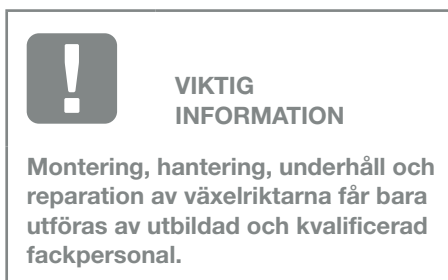 VIKTIG
INFORMATION
Montering, hantering, underhåll och
reparation av växelriktarna får bara
utföras av utbildad och kvalificerad
fackpersonal.